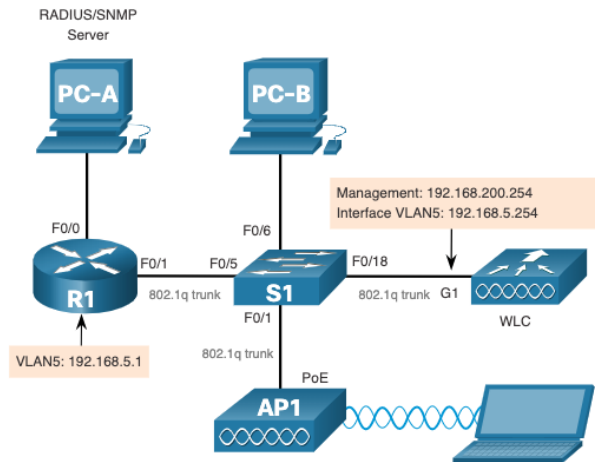 RADIUS/SNMP
Server
PC-A
PC-B
Management: 192.168.200.254
Interface VLAN5: 192.168.5.254
F0/0
F0/6
F0/1
F0/5
F0/18
R1
802.1q trunk
S1
802.1q trunk
G1
WLC
F0/1
VLAN5: 192.168.5.1
802.1q trunk
PoE
AP1